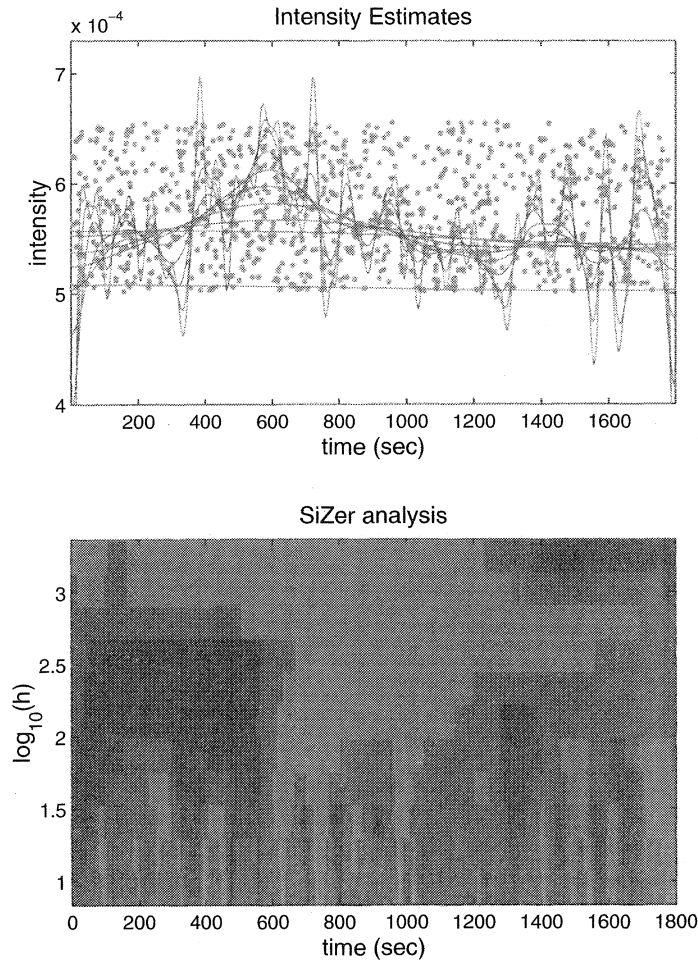 Intensity Estimates
x 10⁻⁴
7
6
5
4
intensity
200 400 600 800 1000 1200 1400 1600
time (sec)
SiZer analysis
3
2.5
2
1.5
1
log₁₀(h)
0 200 400 600 800 1000 1200 1400 1600 1800
time (sec)